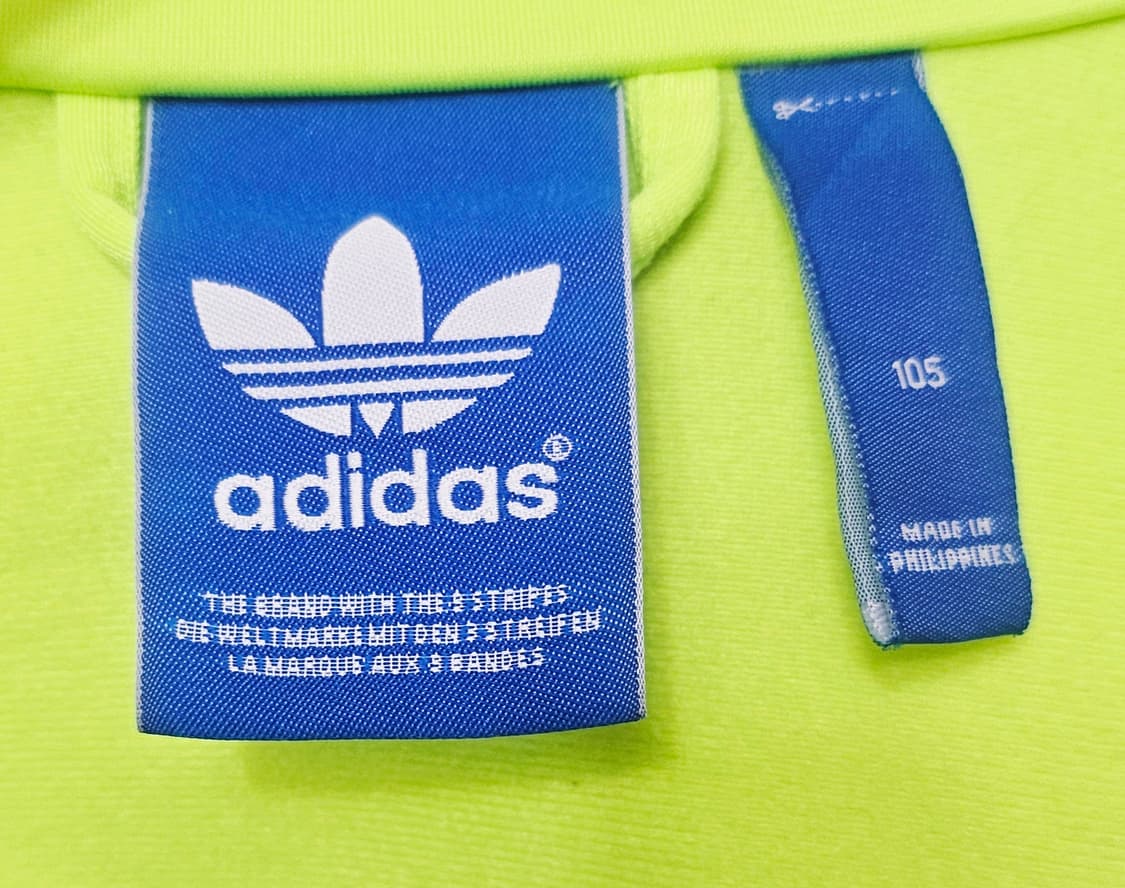 adidas®
THE BRAND WITH THE 3 STRIPES
DIE WELTMARKE MIT DEN 3 STREIFEN
LA MARQUE AUX 3 BANDES
105
MADE IN
PHILIPPINES